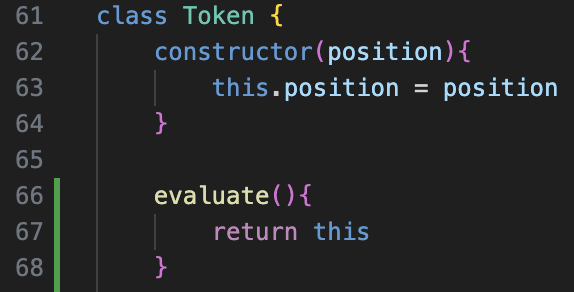 61 class Token {
62 constructor(position){
63 this.position = position
64 }
65
66 evaluate(){
67 return this
68 }